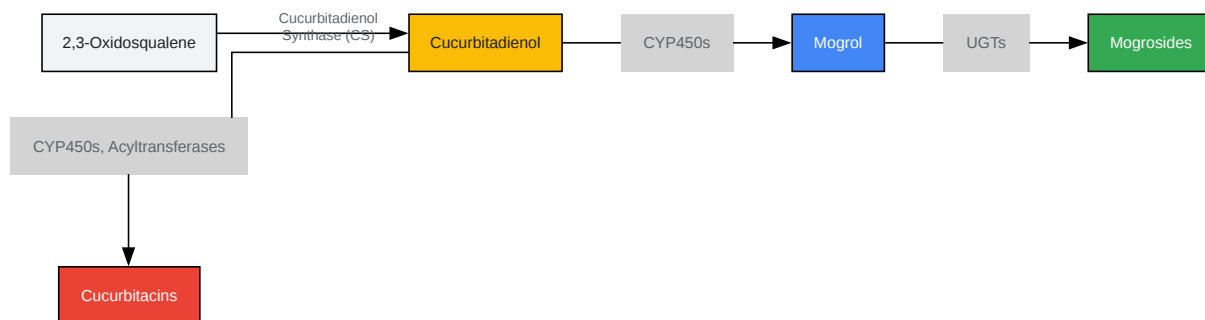 2,3-Oxidosqualene
Cucurbitadienol
Synthase (CS)
Cucurbitadienol
CYP450s
Mogrol
UGTs
Mogrosides
CYP450s, Acyltransferases
Cucurbitacins